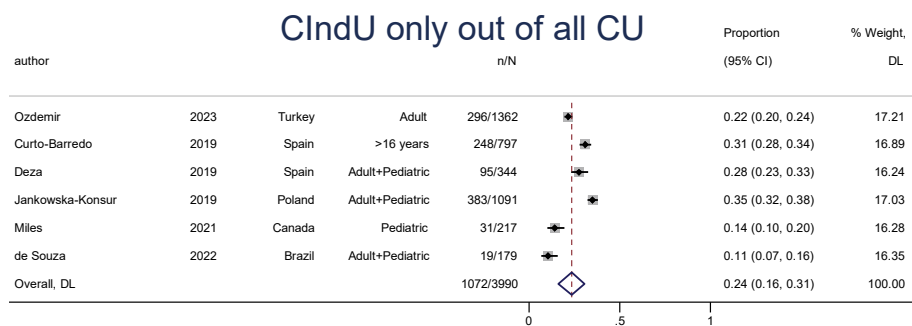 CIndU only out of all CU
Proportion % Weight,
author n/N (95% CI) DL
Ozdemir 2023 Turkey Adult 296/1362 0.22 (0.20, 0.24) 17.21
Curto-Barredo 2019 Spain >16 years 248/797 0.31 (0.28, 0.34) 16.89
Deza 2019 Spain Adult+Pediatric 95/344 0.28 (0.23, 0.33) 16.24
Jankowska-Konsur 2019 Poland Adult+Pediatric 383/1091 0.35 (0.32, 0.38) 17.03
Miles 2021 Canada Pediatric 31/217 0.14 (0.10, 0.20) 16.28
de Souza 2022 Brazil Adult+Pediatric 19/179 0.11 (0.07, 0.16) 16.35
Overall, DL 1072/3990 0.24 (0.16, 0.31) 100.00
0 .5 1